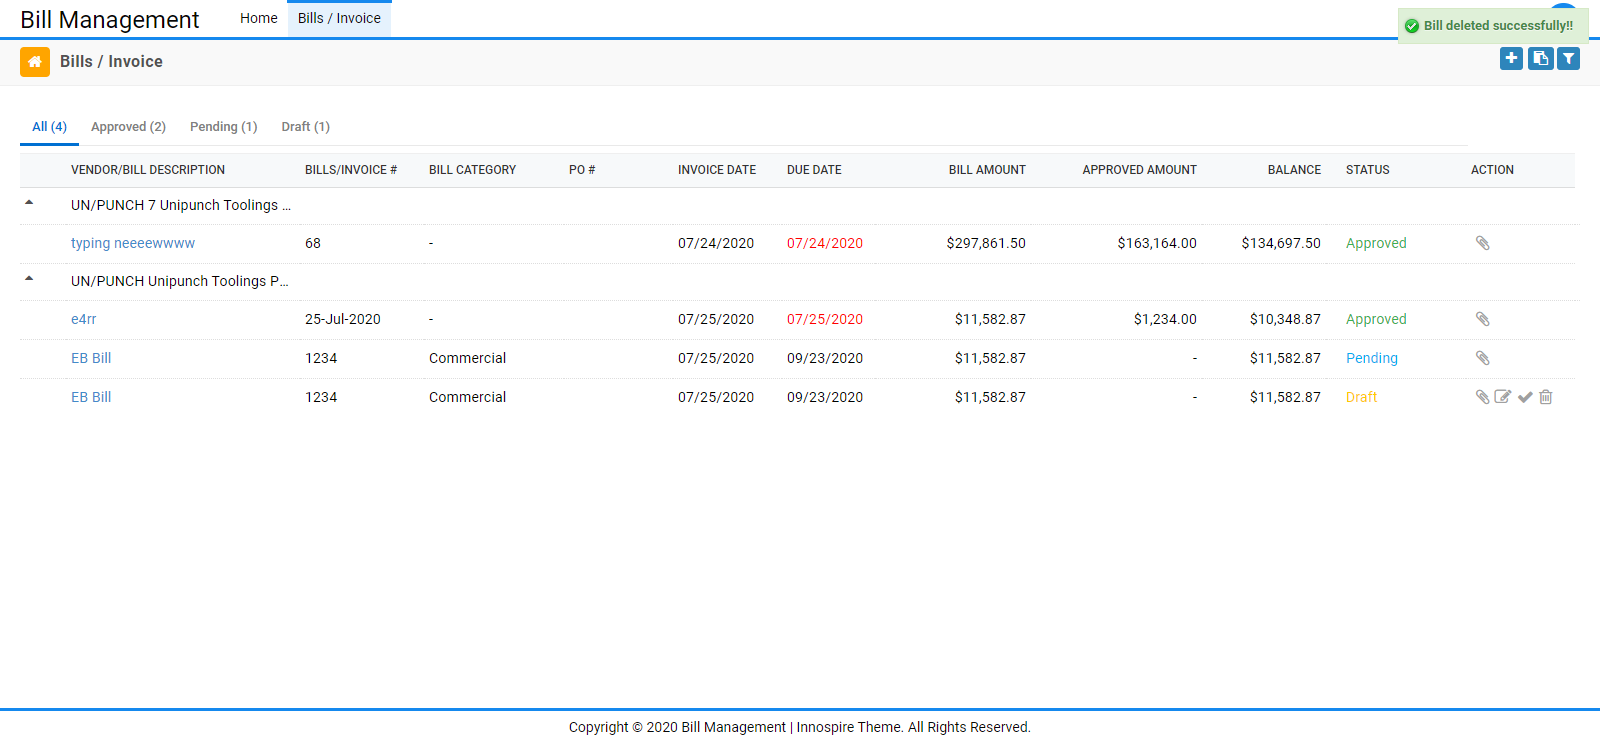 Bill Management Home Bills / Invoice
Bill deleted successfully!!
Bills / Invoice
All (4) Approved (2) Pending (1) Draft (1)
VENDOR/BILL DESCRIPTION BILLS/INVOICE # BILL CATEGORY PO # INVOICE DATE DUE DATE BILL AMOUNT APPROVED AMOUNT BALANCE STATUS ACTION
UN/PUNCH 7 Unipunch Toolings ...
typing neeeewwww 68 - 07/24/2020 07/24/2020 $297,861.50 $163,164.00 $134,697.50 Approved
UN/PUNCH Unipunch Toolings P...
e4rr 25-Jul-2020 - 07/25/2020 07/25/2020 $11,582.87 $1,234.00 $10,348.87 Approved
EB Bill 1234 Commercial 07/25/2020 09/23/2020 $11,582.87 - $11,582.87 Pending
EB Bill 1234 Commercial 07/25/2020 09/23/2020 $11,582.87 - $11,582.87 Draft
Copyright © 2020 Bill Management | Innospire Theme. All Rights Reserved.